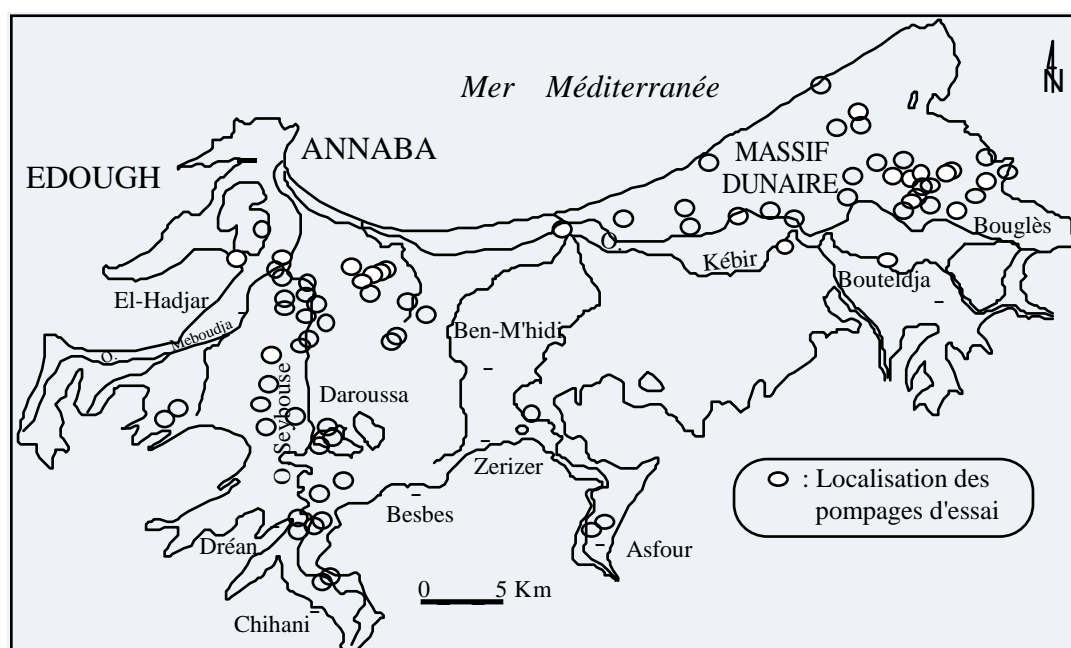 N
Mer Méditerranée
ANNABA
EDOUGH
MASSIF
DUNAIRE
Bouglès
O.
Kébir
Bouteldja
El-Hadjar
Meboudja
O.
Ben-M'hidi
O Seybouse
Daroussa
Zerizer
Besbes
: Localisation des
pompages d'essai
Dréan
Asfour
0 5 Km
Chihani